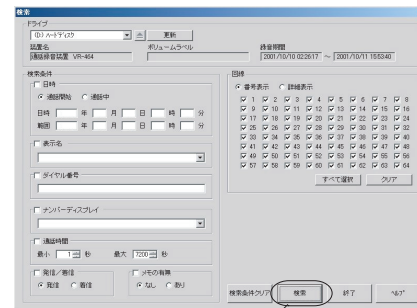 検索
ドライブ
(D:) ハードディスク
更新
装置名
ボリュームラベル
録音期間
通話録音装置 VR-464
2001/10/10 02:26:17 ～ 2001/10/11 15:53:40
検索条件
日時
通話開始 通話中
日時 年 月 日 時 分
範囲 年 月 日 時 分
表示名
ダイヤル番号
ナンバーディスプレイ
通話時間
最小 1 秒 最大 7200 秒
発信／着信
発信 着信
メモの有無
なし あり
回線
番号表示 詳細表示
1 2 3 4 5 6 7 8
9 10 11 12 13 14 15 16
17 18 19 20 21 22 23 24
25 26 27 28 29 30 31 32
33 34 35 36 37 38 39 40
41 42 43 44 45 46 47 48
49 50 51 52 53 54 55 56
57 58 59 60 61 62 63 64
すべて選択 クリア
検索条件クリア 検索 終了 ヘルプ